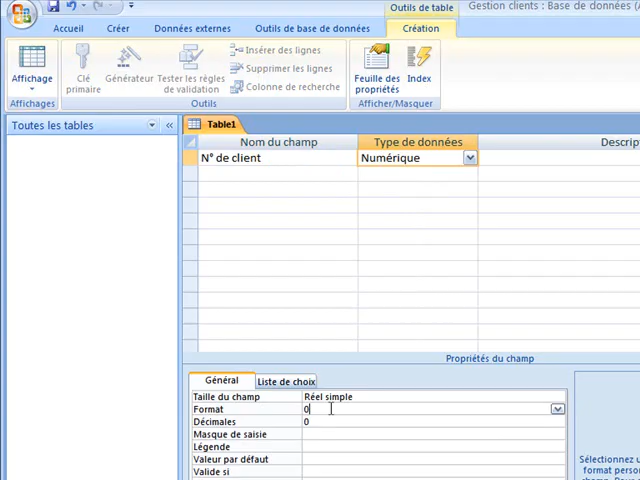 Outils de table
Gestion clients : Base de données (A
Accueil
Créer
Données externes
Outils de base de données
Création
Affichage
Clé
primaire
Générateur
Tester les règles
de validation
Insérer des lignes
Supprimer les lignes
Colonne de recherche
Feuille des
propriétés
Index
Affichages
Outils
Afficher/Masquer
Toutes les tables
Table1
Nom du champ
Type de données
Descrip
N° de client
Numérique
Propriétés du champ
Général
Liste de choix
Taille du champ
Réel simple
Format
0
Décimales
0
Masque de saisie
Légende
Valeur par défaut
Valide si
Sélectionnez u
format perso